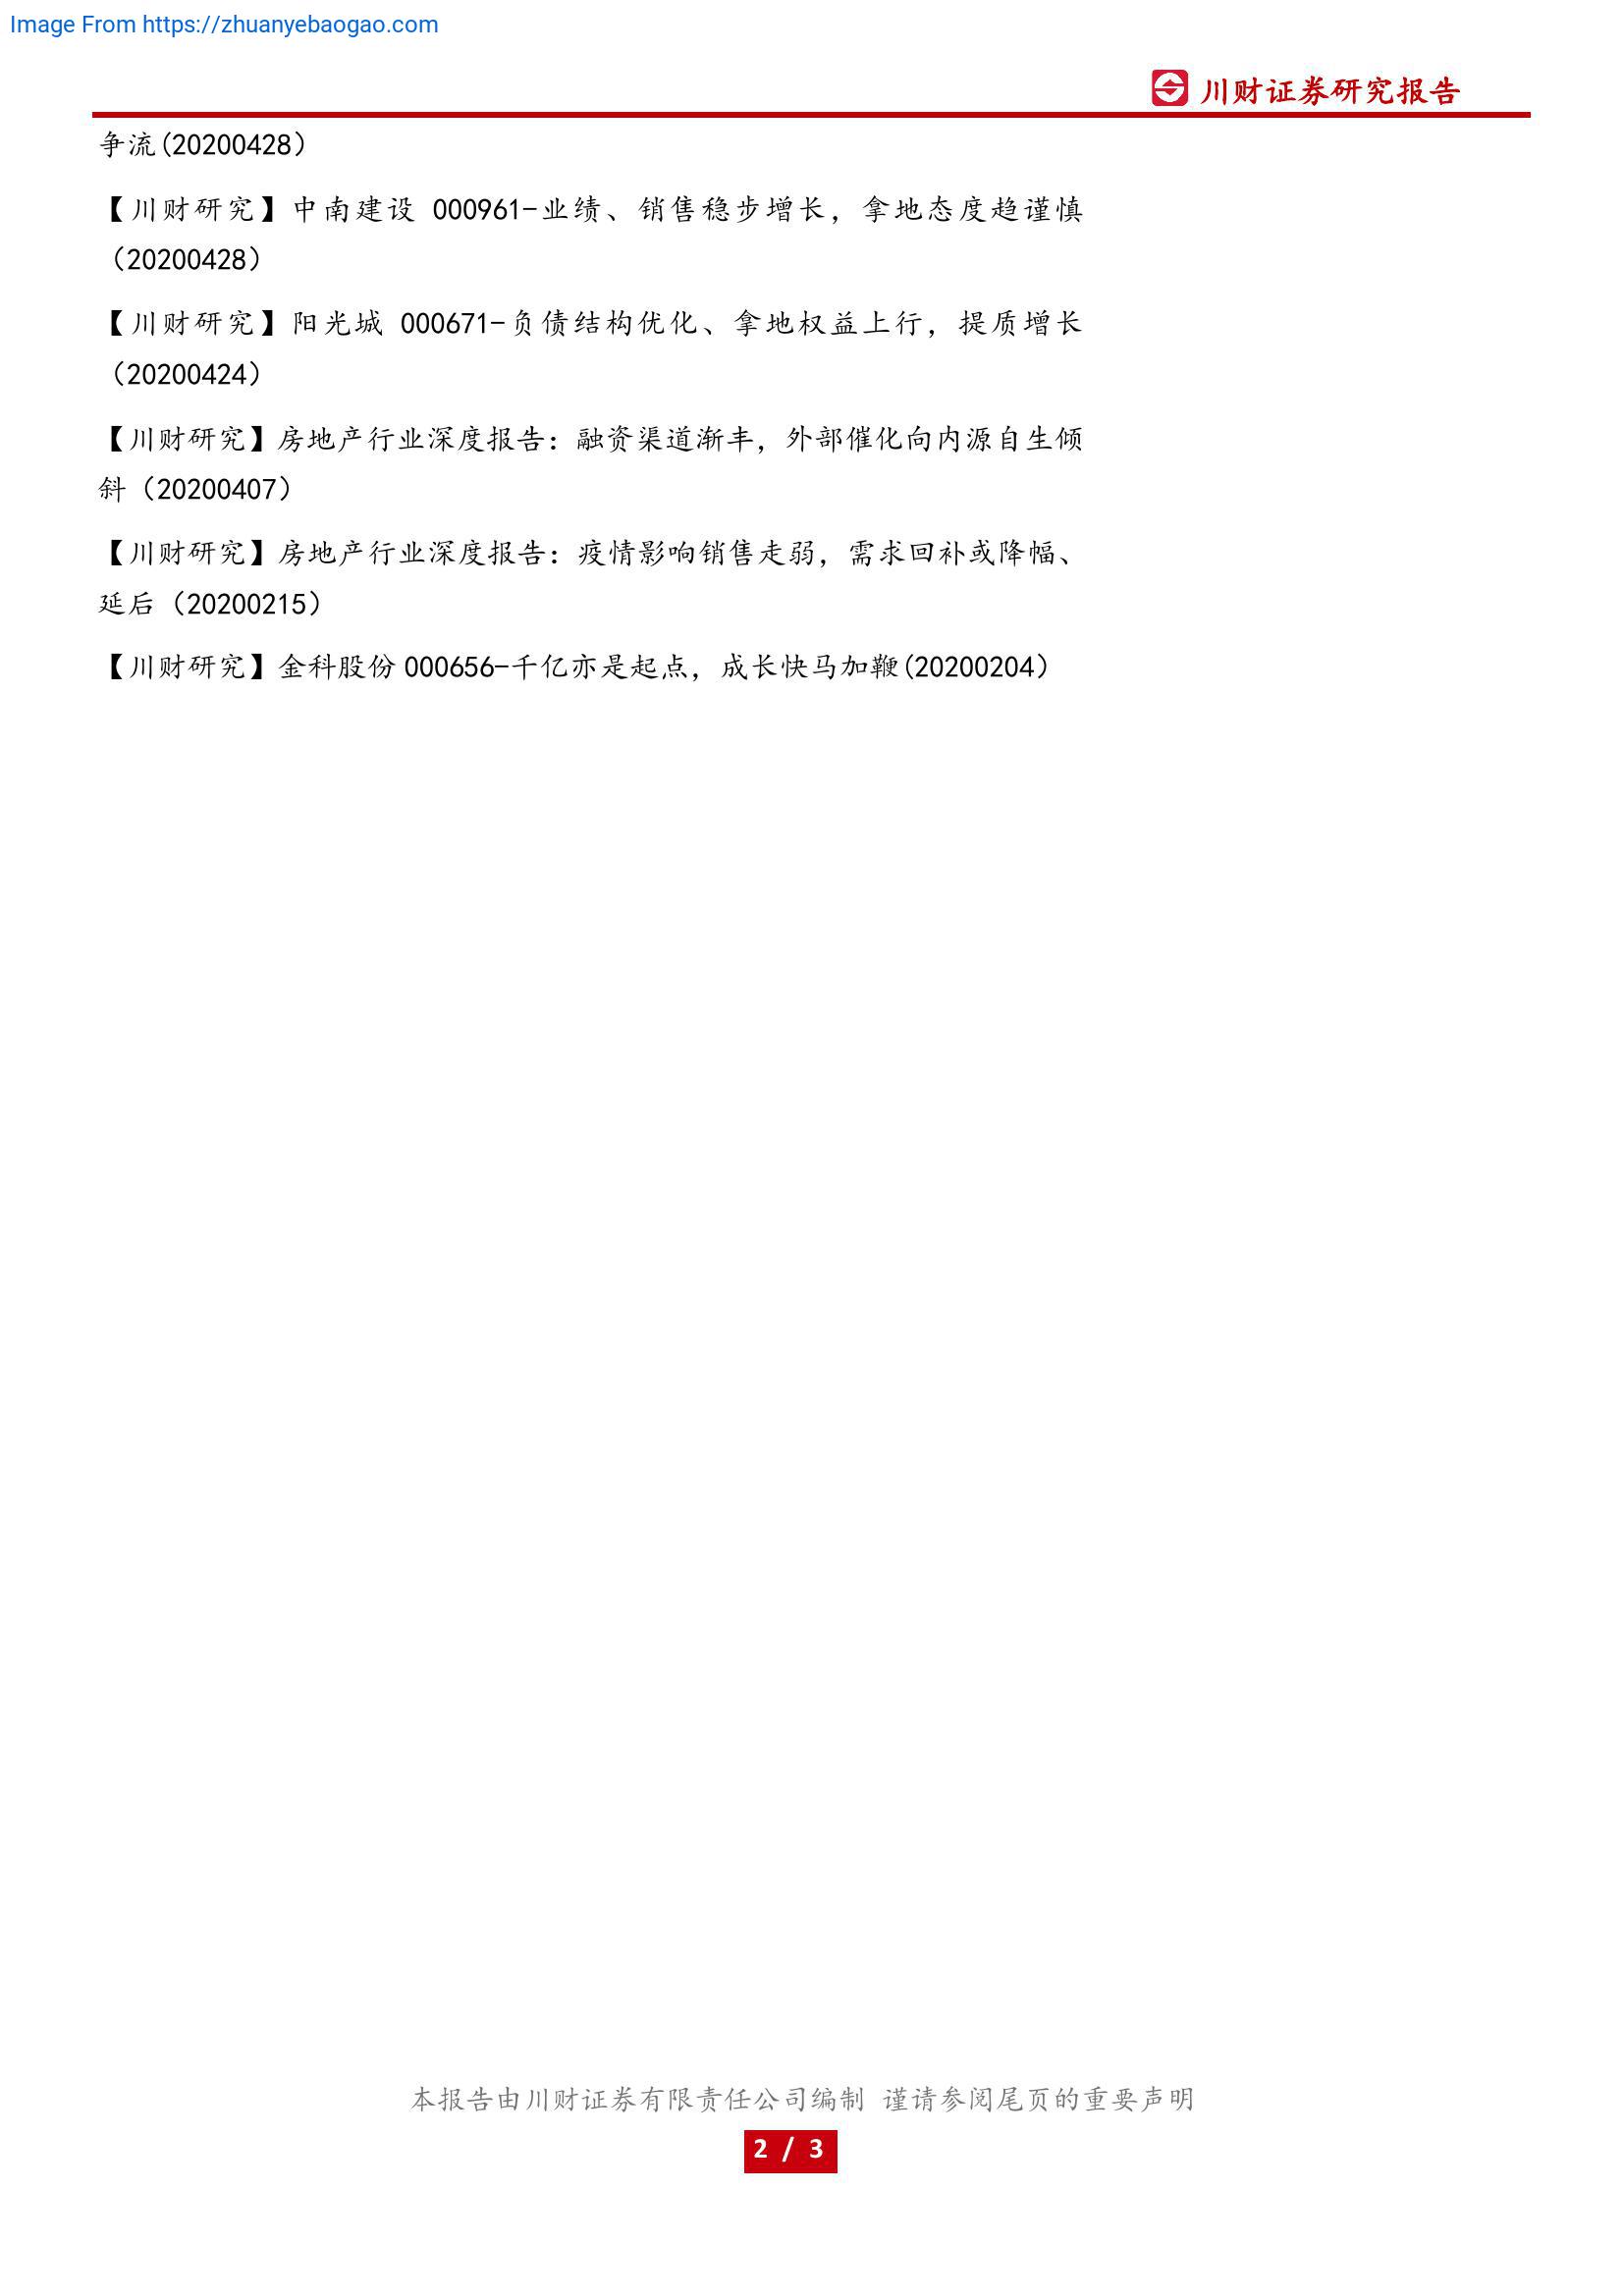 Image From https://zhuanyebaogao.com
川财证券研究报告
争流(20200428）
【川财研究】中南建设 000961-业绩、销售稳步增长，拿地态度趋谨慎
（20200428）
【川财研究】阳光城 000671-负债结构优化、拿地权益上行，提质增长
（20200424）
【川财研究】房地产行业深度报告：融资渠道渐丰，外部催化向内源自生倾
斜（20200407）
【川财研究】房地产行业深度报告：疫情影响销售走弱，需求回补或降幅、
延后（20200215）
【川财研究】金科股份 000656-千亿亦是起点，成长快马加鞭(20200204）
本报告由川财证券有限责任公司编制 谨请参阅尾页的重要声明
2 / 3